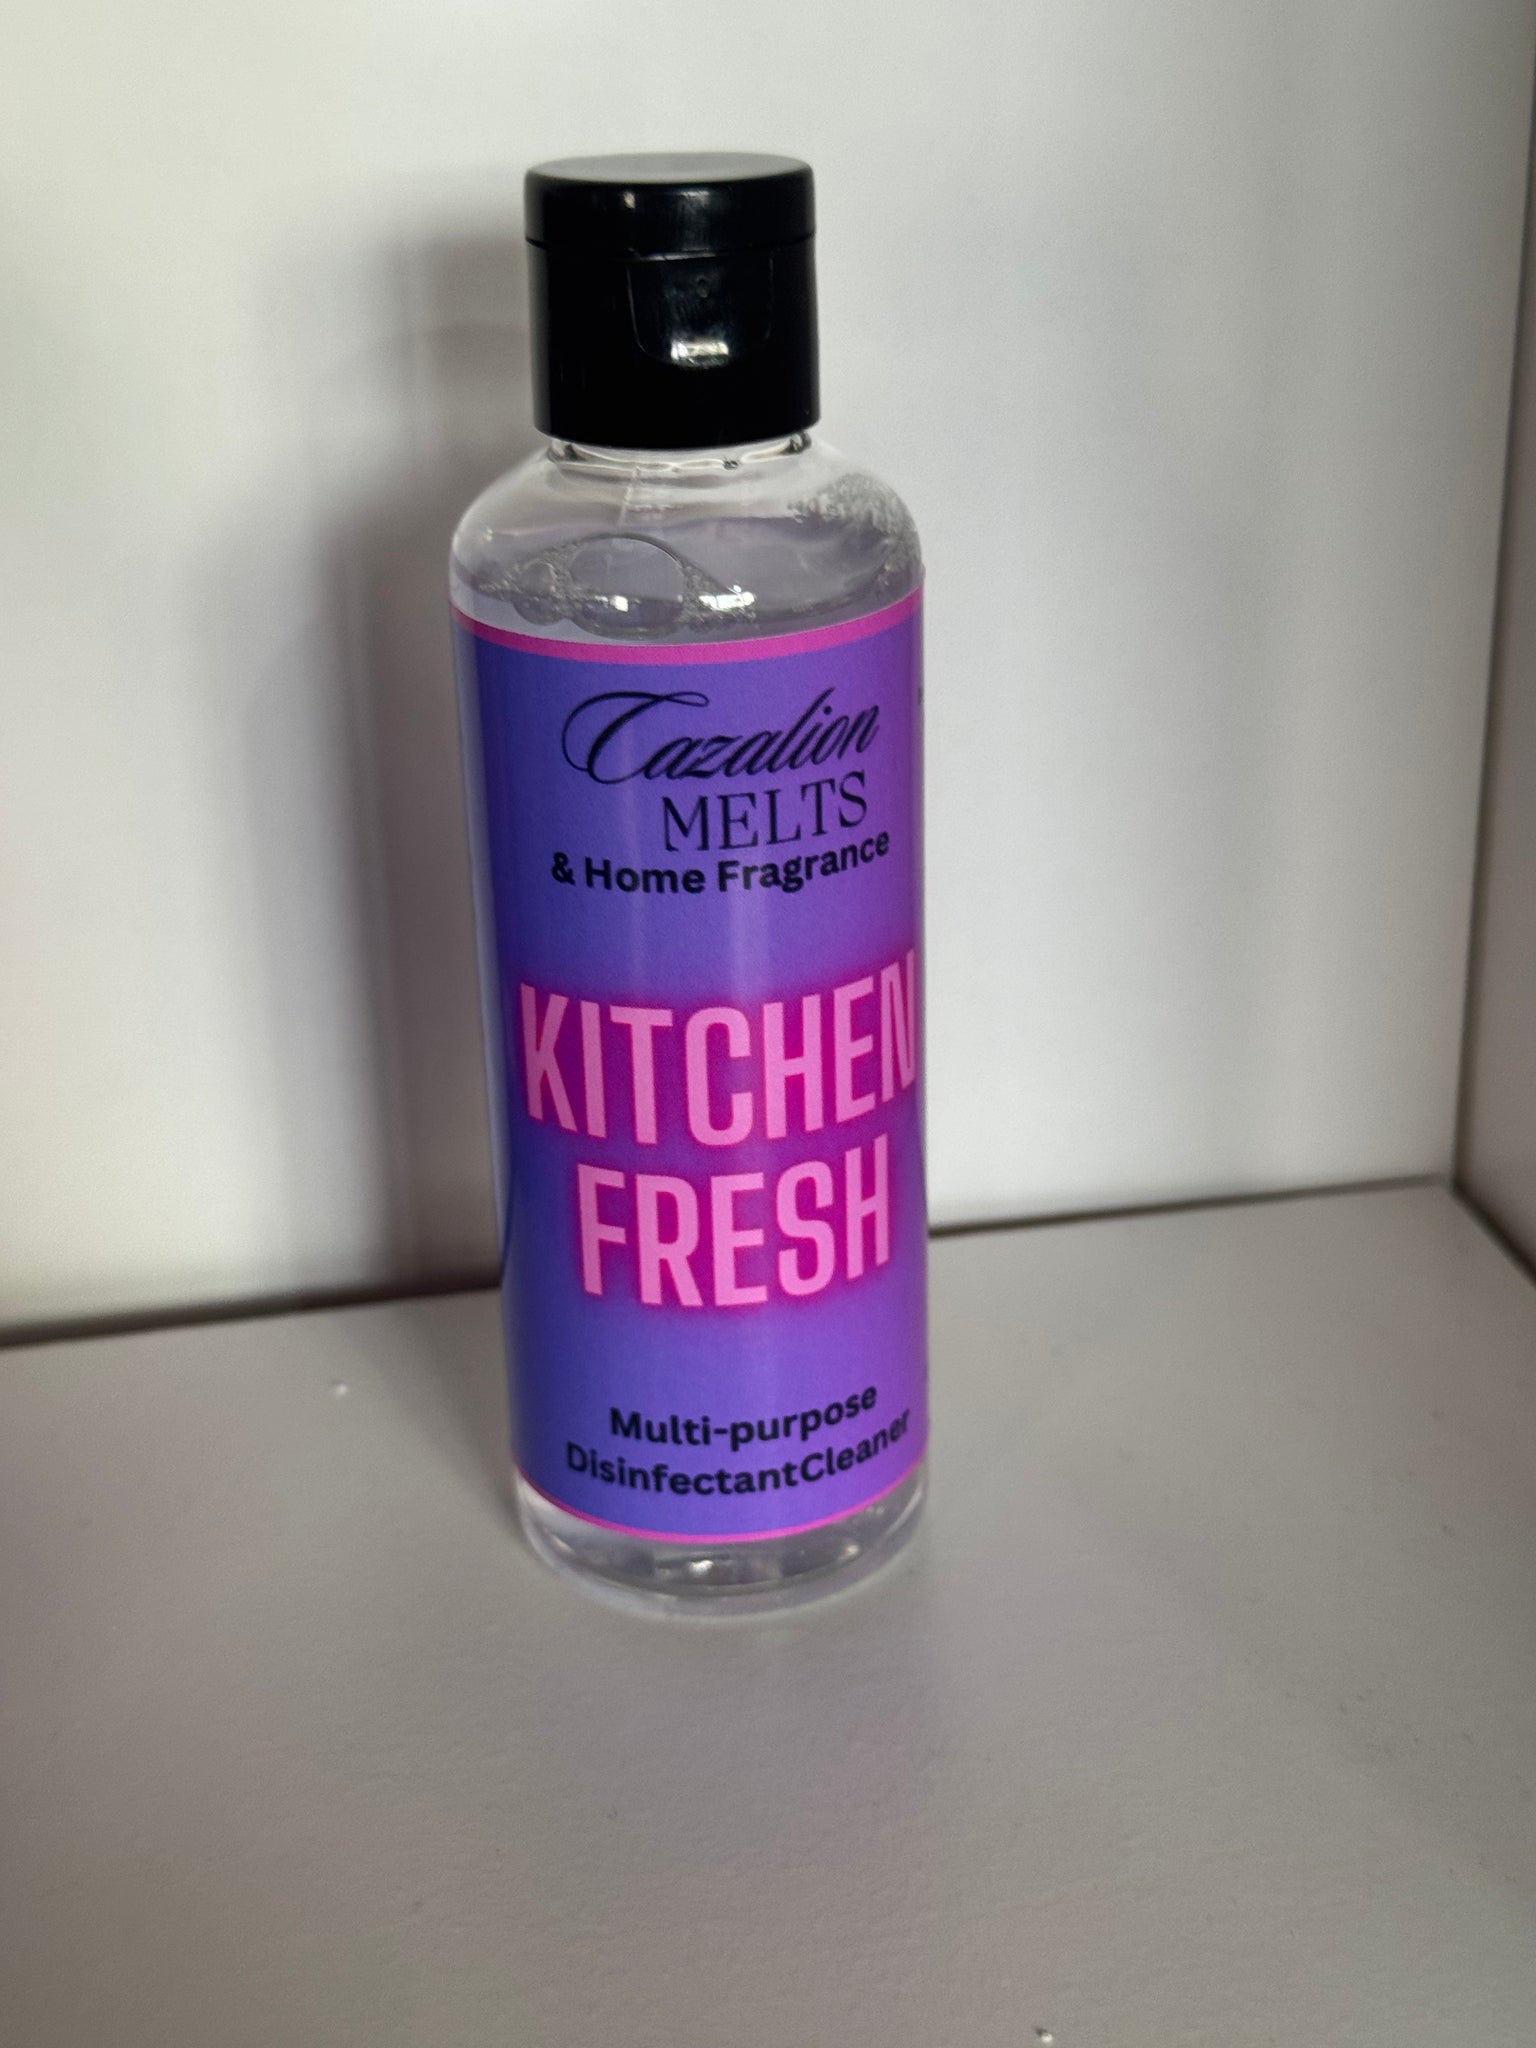 Cazalion
MELTS
& Home Fragrance
KITCHEN
FRESH
Multi-purpose
DisinfectantCleaner